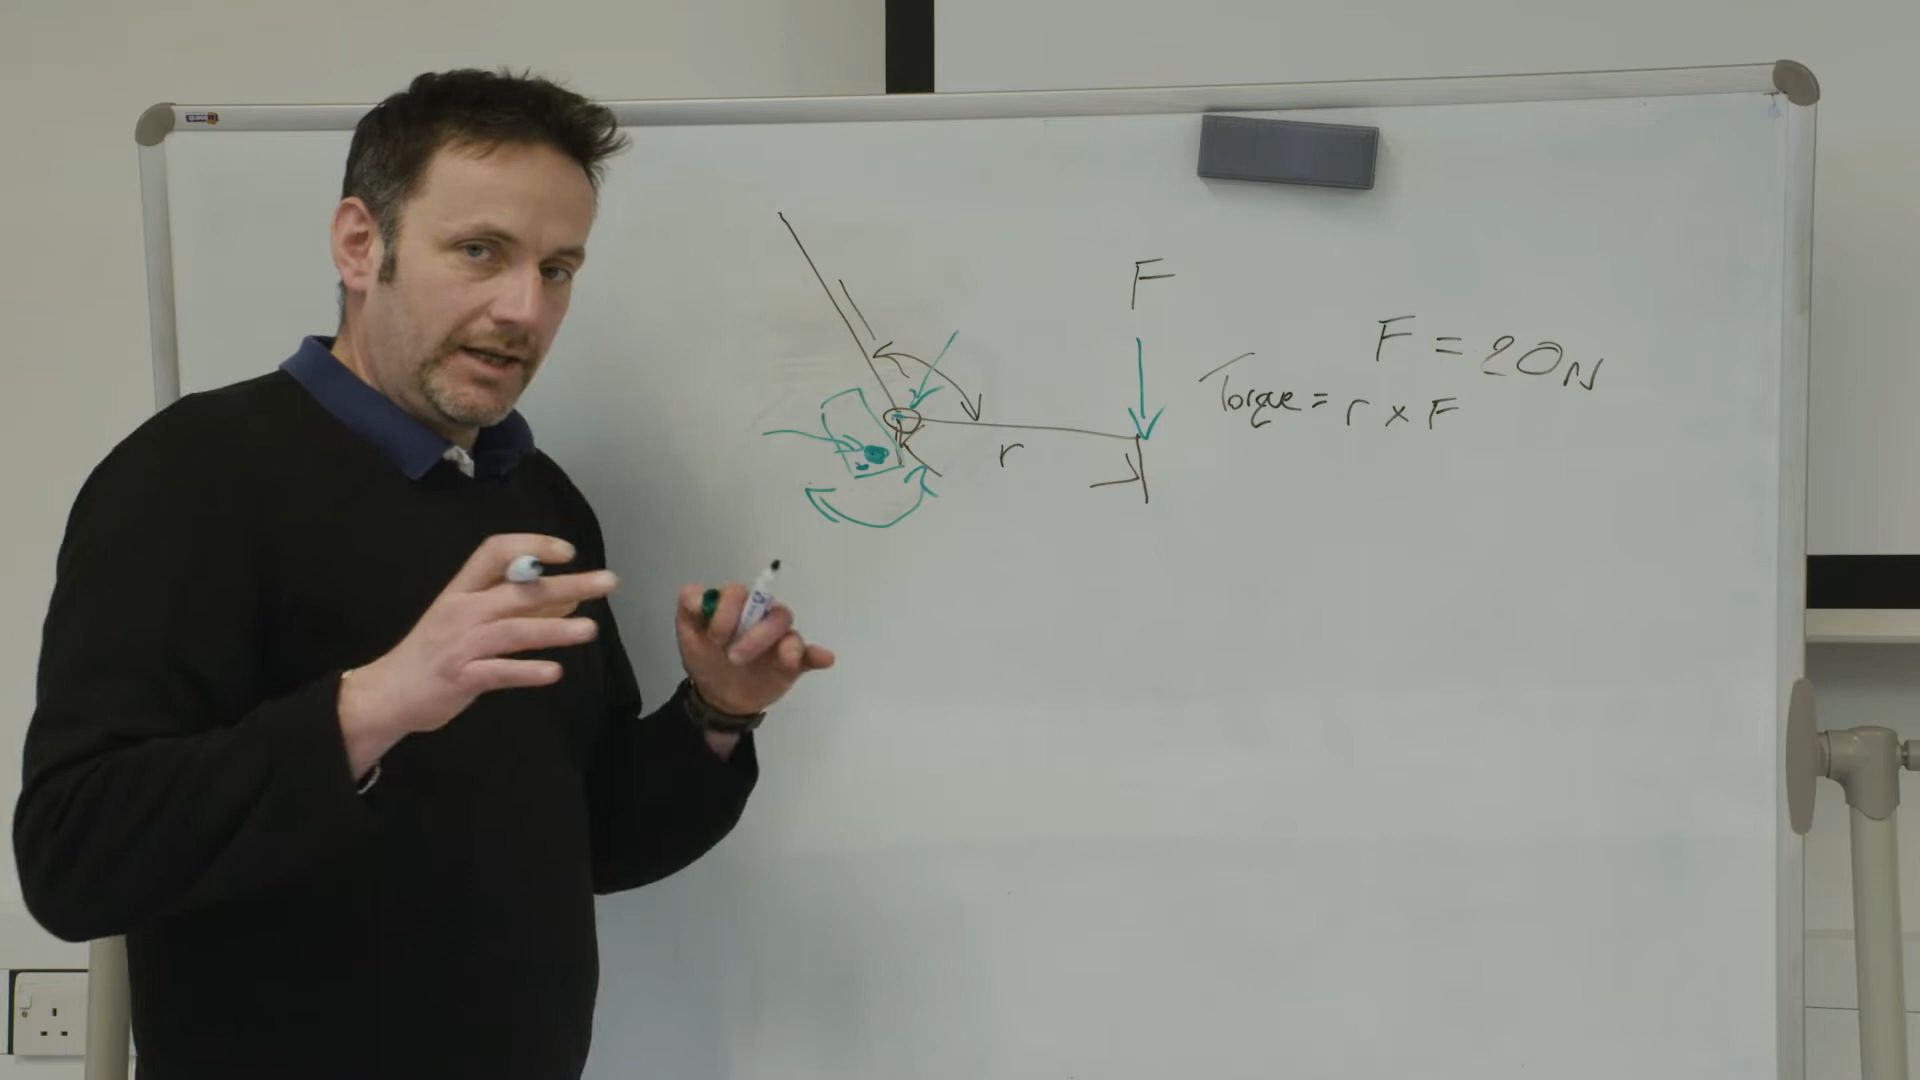 F
F = 20N
Torque = r x F
r